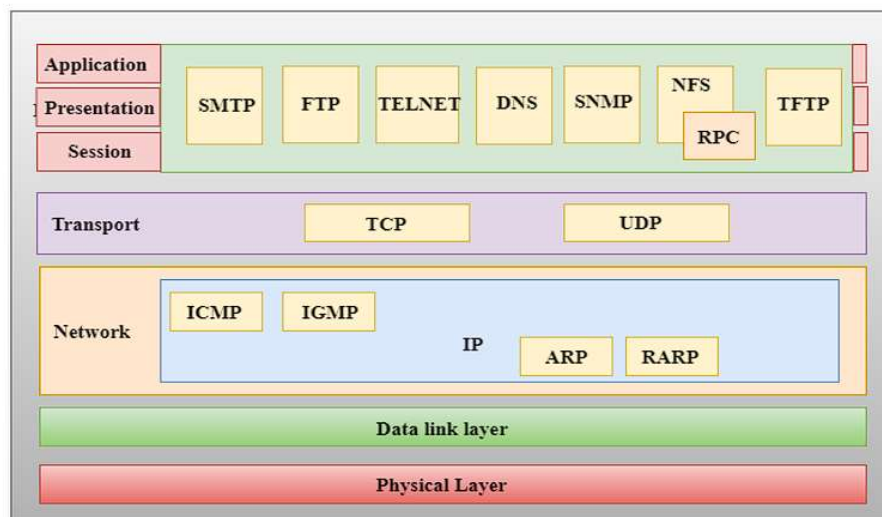 Application
Presentation
Session
SMTP
FTP
TELNET
DNS
SNMP
NFS
RPC
TFTP
Transport
TCP
UDP
Network
ICMP
IGMP
IP
ARP
RARP
Data link layer
Physical Layer